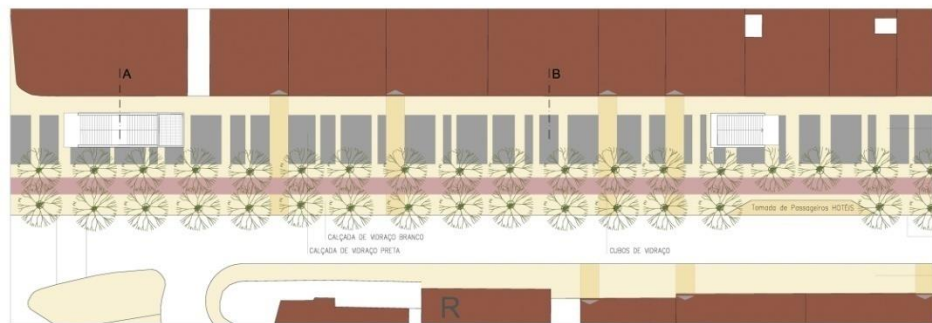 A
B
Tomada de Passageiros HOTÉIS
CALÇADA DE VIDRAÇO BRANCO
CALÇADA DE VIDRAÇO PRETA
CUBOS DE VIDRAÇO
R